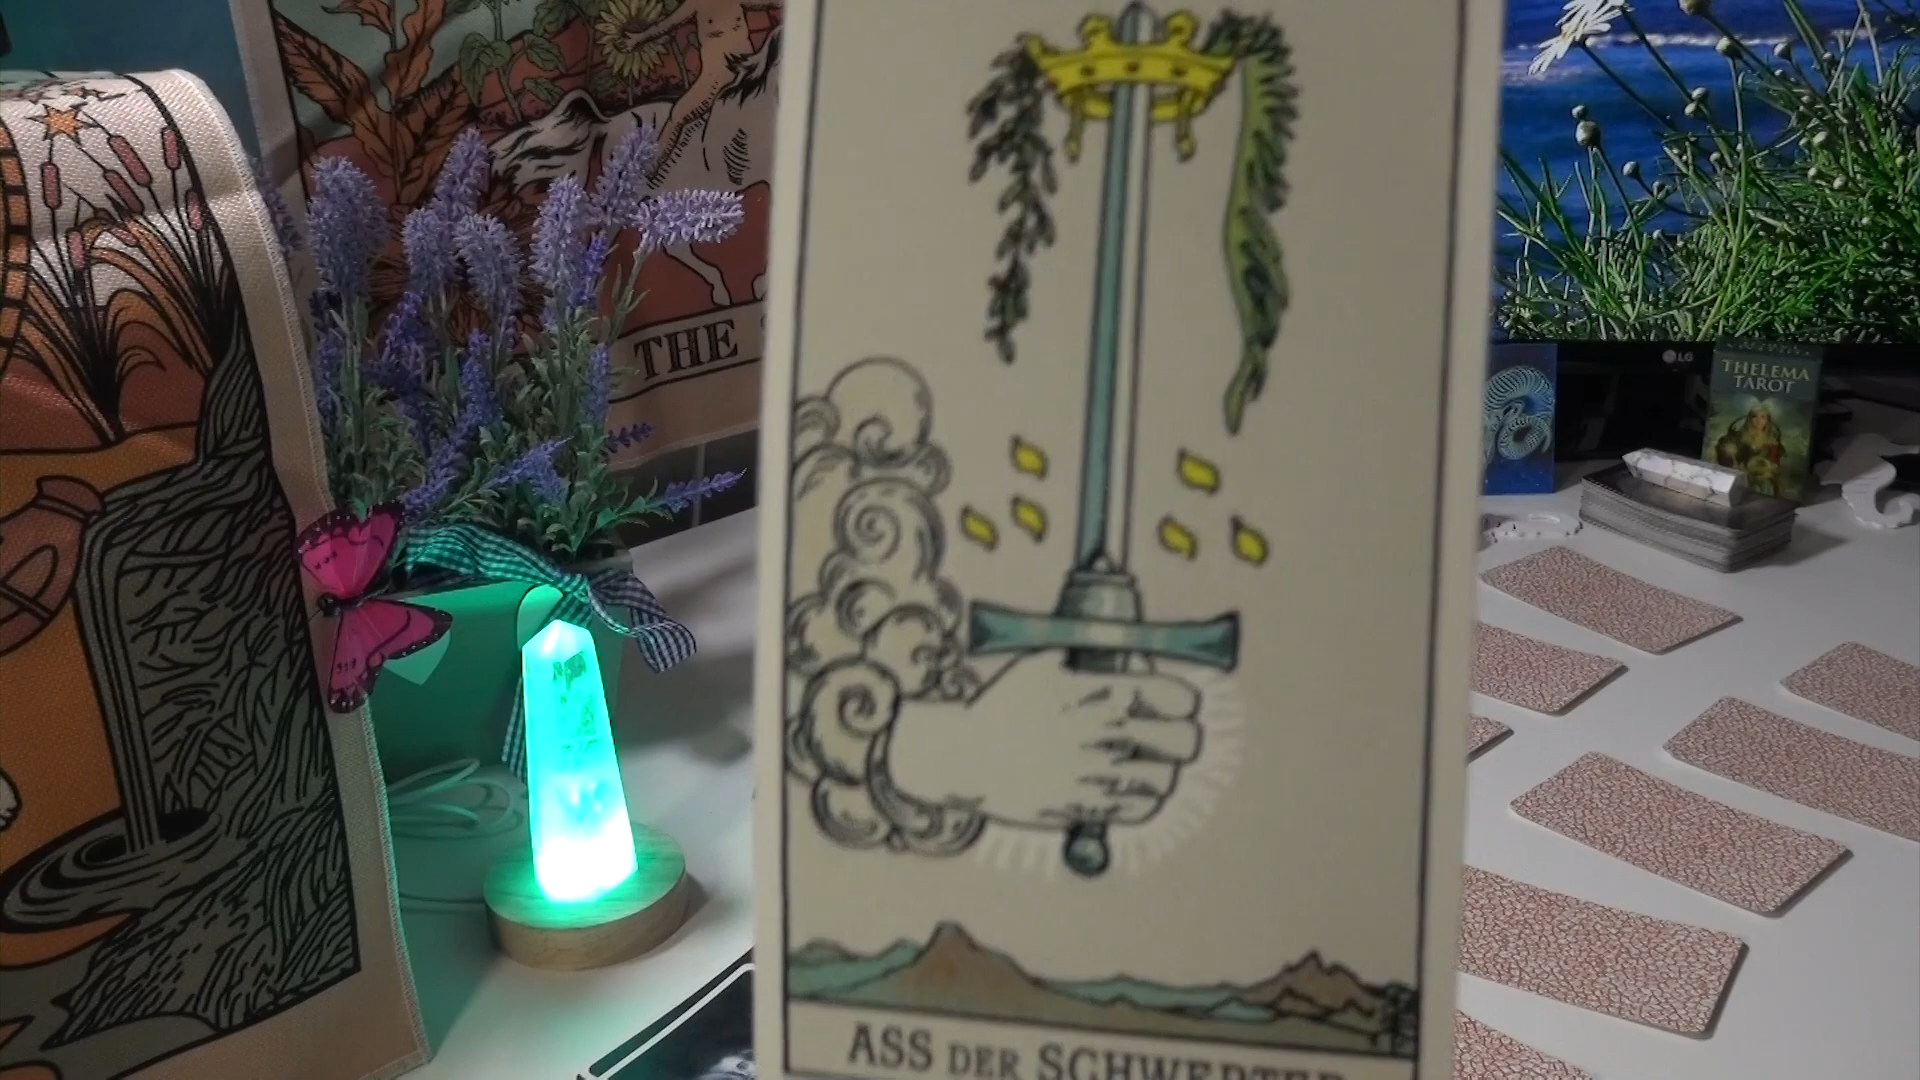 THE
LG
THELEMA
TAROT
ASS DER SCHWERTER